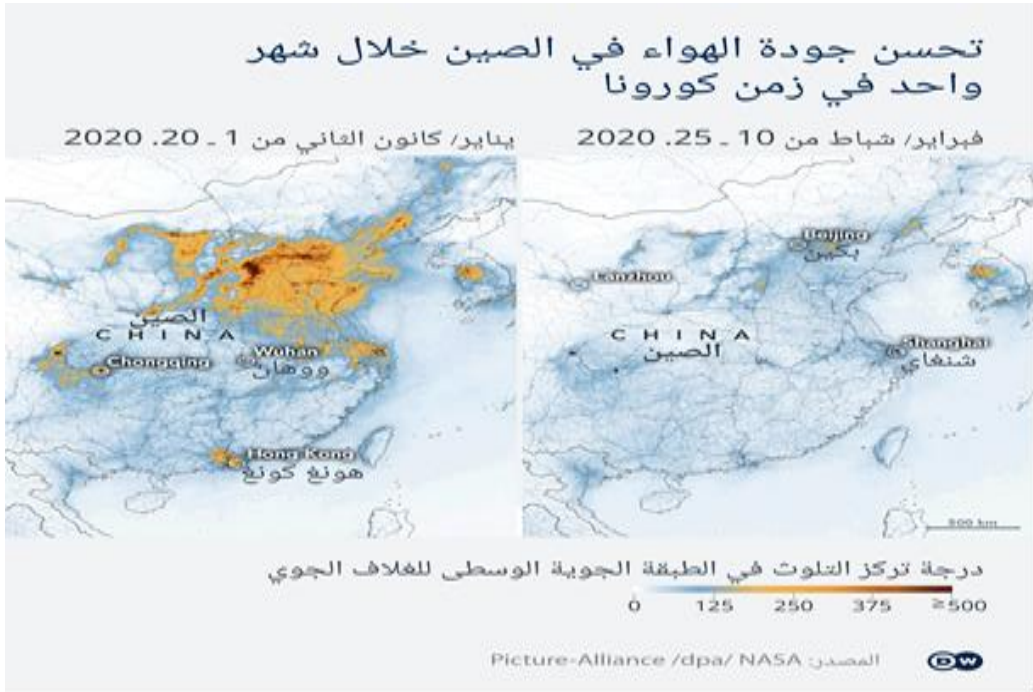 تحسن جودة الهواء في الصين خلال شهر
واحد في زمن كورونا
فبراير/ شباط من 10 ـ 25. 2020
يناير/ كانون الثاني من 1 ـ 20. 2020
Beijing
بكين
Lanzhou
CHINA
الصين
Shanghai
شنغاي
800 km
الصين
CHINA
Chongqing
Wuhan
ووهان
Hong Kong
هونغ كونغ
درجة تركز التلوث في الطبقة الجوية الوسطى للغلاف الجوي
0 125 250 375 ≥500
المصدر: Picture-Alliance /dpa/ NASA
DW